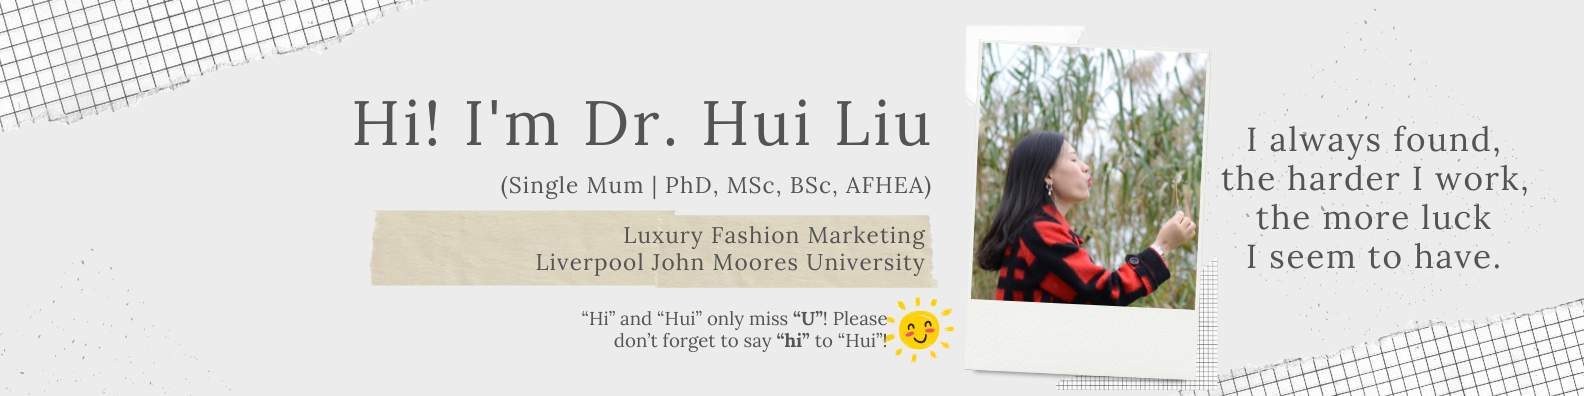 Hi! I'm Dr. Hui Liu
(Single Mum | PhD, MSc, BSc, AFHEA)
Luxury Fashion Marketing
Liverpool John Moores University
“Hi” and “Hui” only miss “U”! Please
don’t forget to say “hi” to “Hui”!
I always found,
the harder I work,
the more luck
I seem to have.